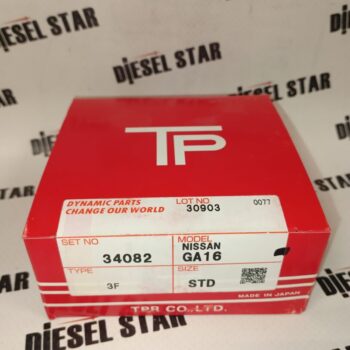 DIESEL STAR
DIESEL STAR
DIESEL STAR
TP
DYNAMIC PARTS
CHANGE OUR WORLD
LOT NO
30903
0077
SET NO
34082
MODEL
NISSAN
GA16
TYPE
3F
SIZE
STD
MADE IN JAPAN
TPR CO.,LTD.
DIESEL STAR